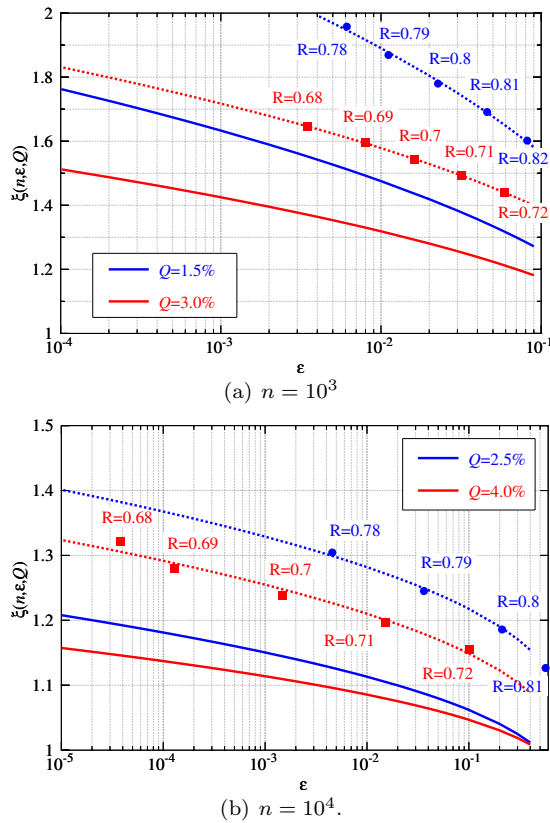 2
1.8
1.6
1.4
1.2
1
ξ(n,ε,Q)
R=0.78
R=0.79
R=0.8
R=0.81
R=0.82
R=0.68
R=0.69
R=0.7
R=0.71
R=0.72
Q=1.5%
Q=3.0%
10⁻⁴
10⁻³
10⁻²
10⁻¹
ε
(a) n = 10³
1.5
1.4
1.3
1.2
1.1
1
ξ(n,ε,Q)
Q=2.5%
Q=4.0%
R=0.68
R=0.69
R=0.7
R=0.71
R=0.72
R=0.78
R=0.79
R=0.8
R=0.81
10⁻⁵
10⁻⁴
10⁻³
10⁻²
10⁻¹
ε
(b) n = 10⁴.